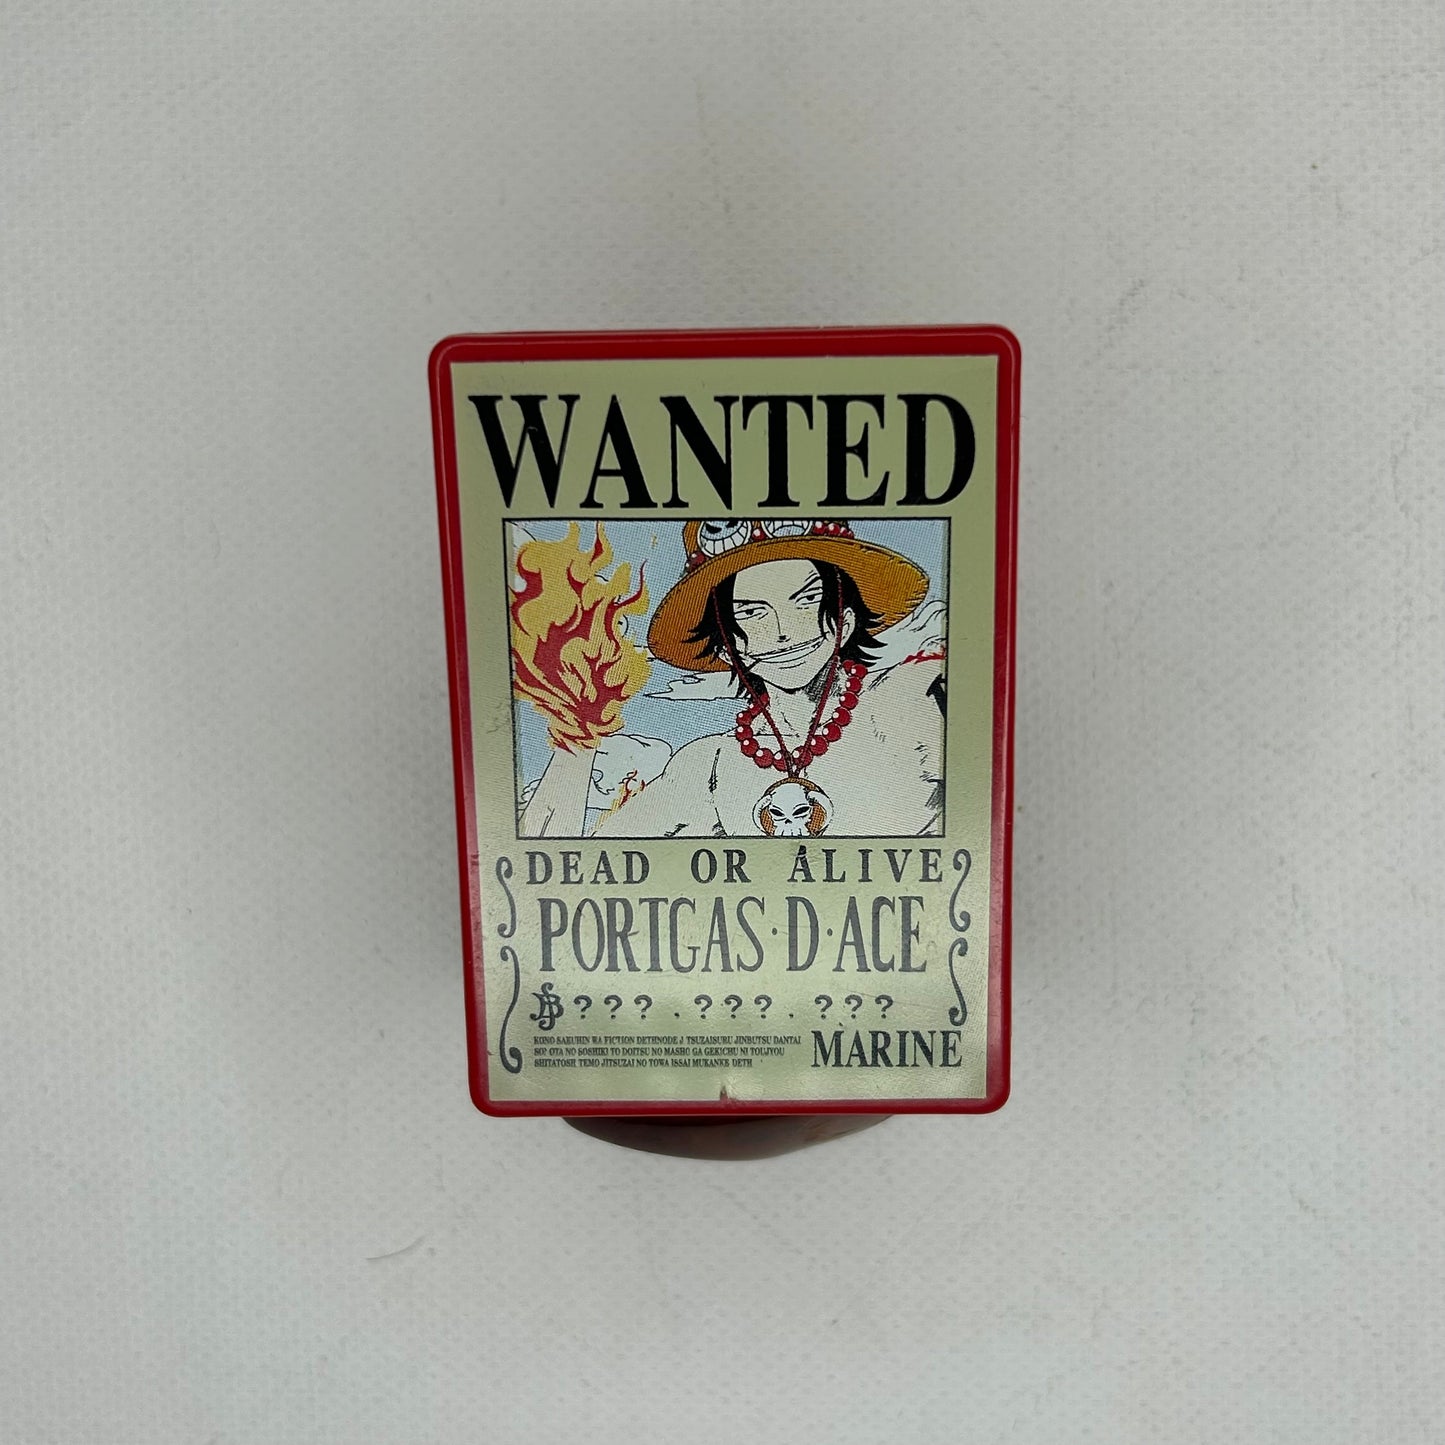 WANTED
DEAD OR ALIVE
PORTGAS·D·ACE
???.???.???
KONO SAKUHIN WA FICTION DETHNODE J TSUZAISURU JINBUTSU DANTAI
SOP OTA NO SOSHIKI TO DOITSU NO MASHO GA GEKICHU NI TOUJYOU
SHITATOSH TEMO JITSUZAI NO TOWA ISSAI MUKANKE DETH
MARINE